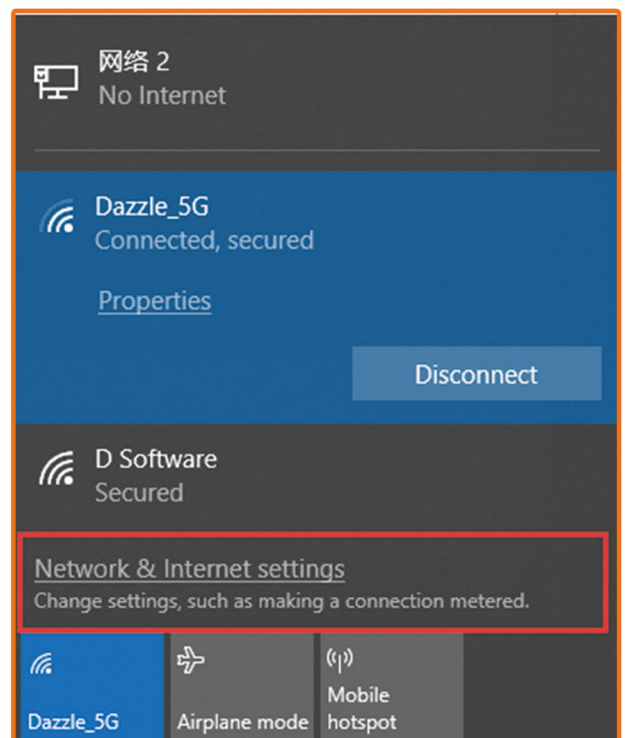 网络 2
No Internet
Dazzle_5G
Connected, secured
Properties
Disconnect
D Software
Secured
Network & Internet settings
Change settings, such as making a connection metered.
Dazzle_5G
Airplane mode
Mobile
hotspot